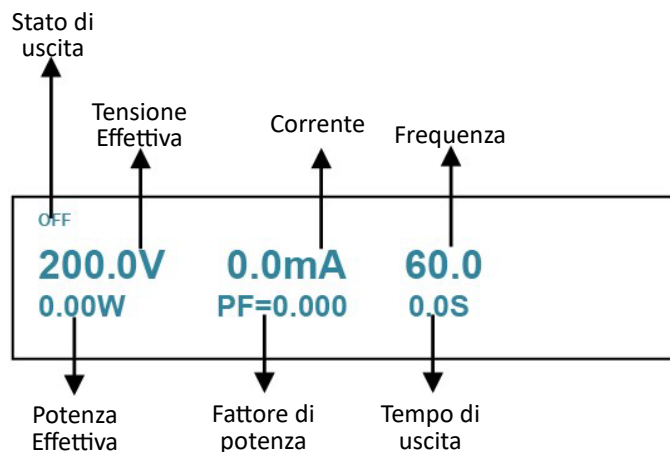 Stato di
uscita
Tensione
Effettiva
Corrente
Frequenza
OFF
200.0V 0.0mA 60.0
0.00W PF=0.000 0.0S
Potenza
Effettiva
Fattore di
potenza
Tempo di
uscita